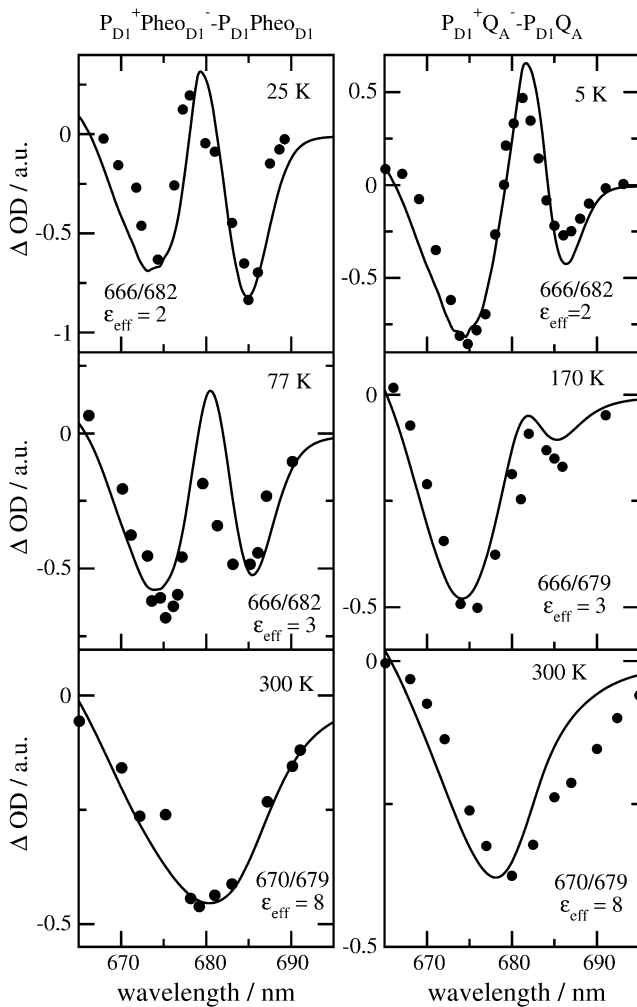 P_D1^+Pheo_D1^--P_D1Pheo_D1
P_D1^+Q_A^--P_D1Q_A
25 K
0
-0.5
-1
Δ OD / a.u.
666/682
ε_eff = 2
5 K
0.5
0
-0.5
666/682
ε_eff=2
77 K
0
-0.5
Δ OD / a.u.
666/682
ε_eff = 3
170 K
0
-0.5
666/679
ε_eff = 3
300 K
0
-0.5
Δ OD / a.u.
670/679
ε_eff = 8
670 680 690
wavelength / nm
300 K
0
-0.5
670/679
ε_eff = 8
670 680 690
wavelength / nm